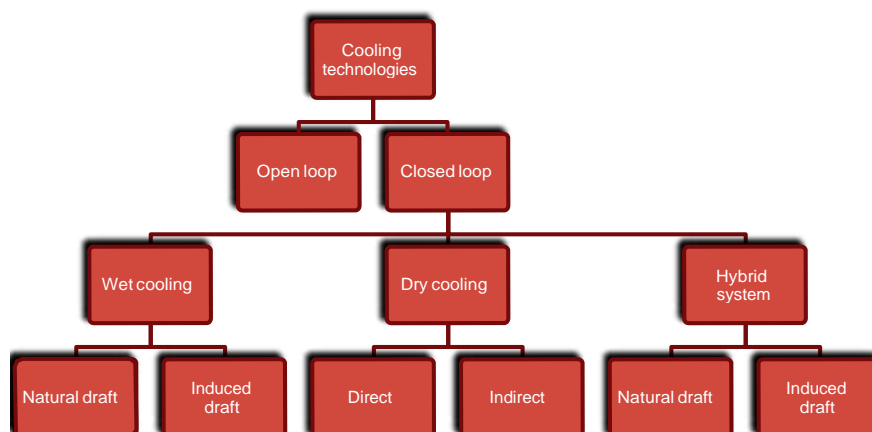 Cooling
technologies
Open loop
Closed loop
Wet cooling
Dry cooling
Hybrid
system
Natural draft
Induced
draft
Direct
Indirect
Natural draft
Induced
draft